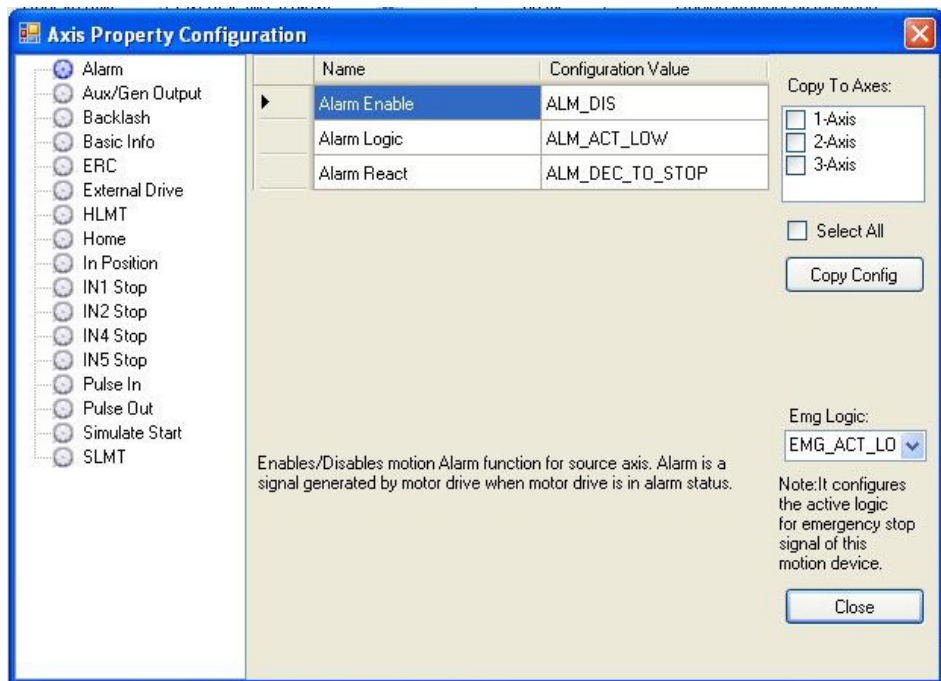 Axis Property Configuration
Alarm
Aux/Gen Output
Backlash
Basic Info
ERC
External Drive
HLMT
Home
In Position
IN1 Stop
IN2 Stop
IN4 Stop
IN5 Stop
Pulse In
Pulse Out
Simulate Start
SLMT
Name Configuration Value
Alarm Enable ALM_DIS
Alarm Logic ALM_ACT_LOW
Alarm React ALM_DEC_TO_STOP
Enables/Disables motion Alarm function for source axis. Alarm is a
signal generated by motor drive when motor drive is in alarm status.
Copy To Axes:
1-Axis
2-Axis
3-Axis
Select All
Copy Config
Emg Logic:
EMG_ACT_LO
Note:It configures
the active logic
for emergency stop
signal of this
motion device.
Close